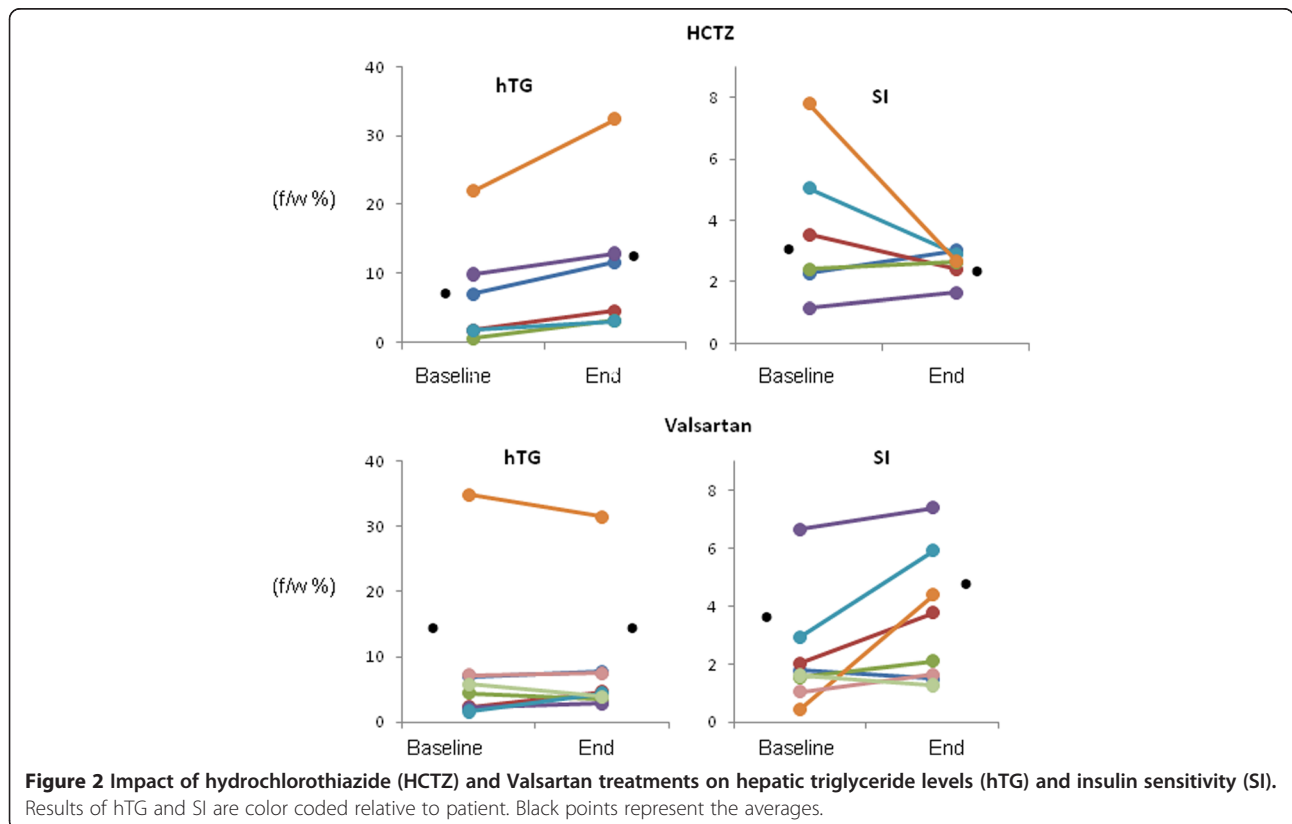 HCTZ
hTG
SI
40
30
20
10
0
(f/w %)
8
6
4
2
0
Baseline End
Baseline End
Valsartan
hTG
SI
40
30
20
10
0
(f/w %)
8
6
4
2
0
Baseline End
Baseline End
Figure 2 Impact of hydrochlorothiazide (HCTZ) and Valsartan treatments on hepatic triglyceride levels (hTG) and insulin sensitivity (SI).
Results of hTG and SI are color coded relative to patient. Black points represent the averages.